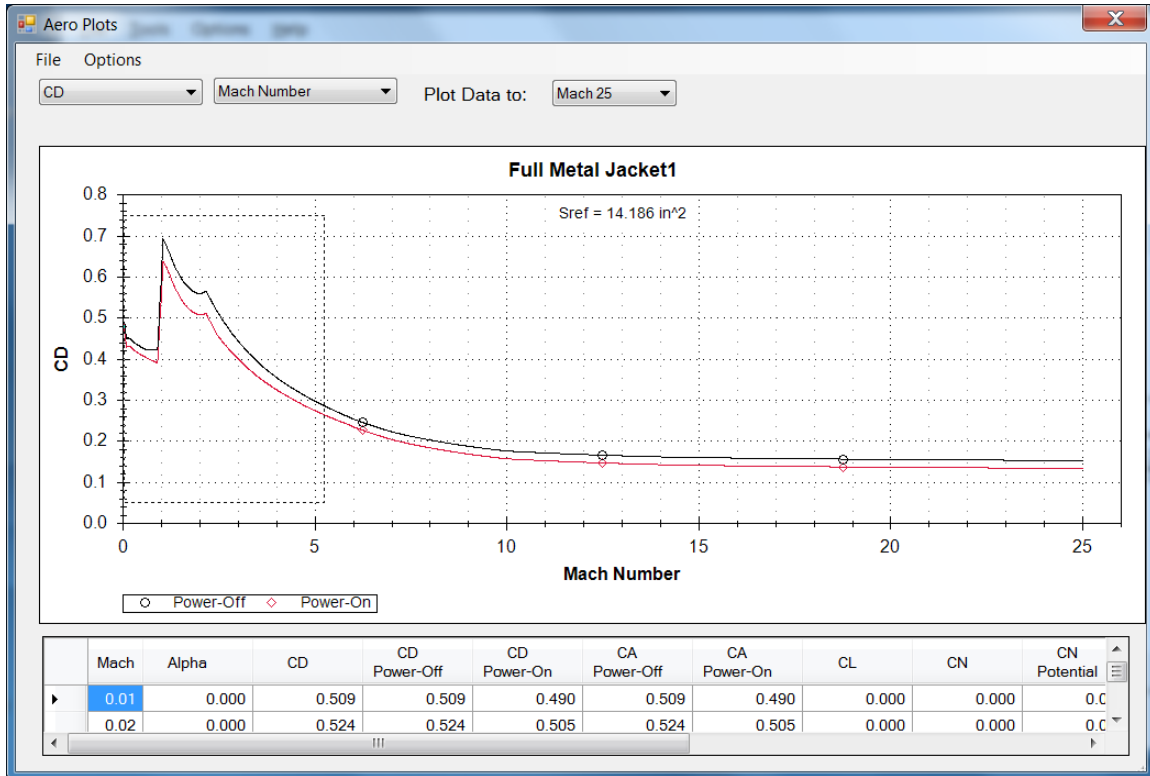 Aero Plots
Tools Options Help
File Options
CD Mach Number Plot Data to: Mach 25
Full Metal Jacket1
Sref = 14.186 in^2
CD
0.8
0.7
0.6
0.5
0.4
0.3
0.2
0.1
0.0
0 5 10 15 20 25
Mach Number
Power-Off Power-On
Mach Alpha CD CD Power-Off CD Power-On CA Power-Off CA Power-On CL CN CN Potential
0.01 0.000 0.509 0.509 0.490 0.509 0.490 0.000 0.000
0.02 0.000 0.524 0.524 0.505 0.524 0.505 0.000 0.000